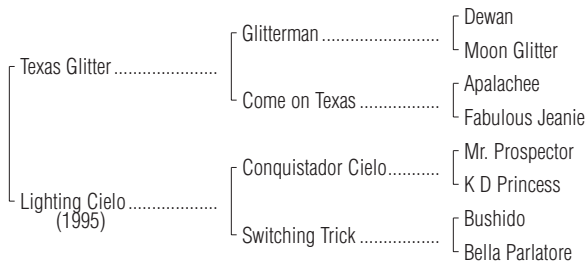 Dewan
Glitterman ........................
Moon Glitter
Texas Glitter .....................
Apalachee
Come on Texas ................
Fabulous Jeanie
Mr. Prospector
Conquistador Cielo ..........
K D Princess
Lighting Cielo ..................
(1995)
Bushido
Switching Trick ................
Bella Parlatore